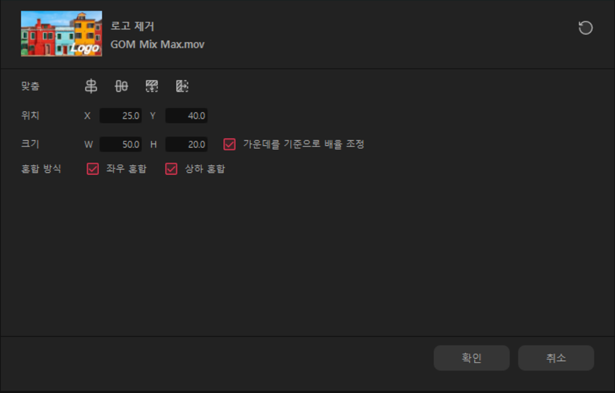 로고 제거
GOM Mix Max.mov
Logo
맞춤
위치 X 25.0 Y 40.0
크기 W 50.0 H 20.0 가운데를 기준으로 배율 조정
혼합 방식 좌우 혼합 상하 혼합
확인 취소